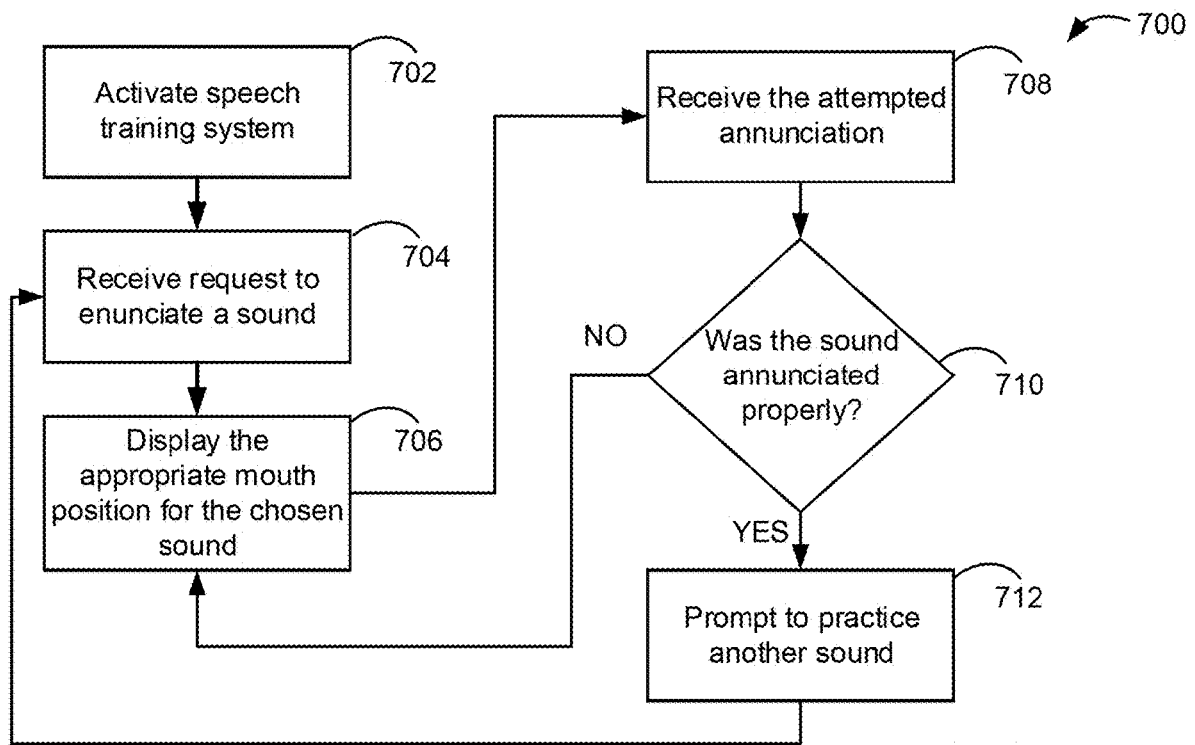 700
Activate speech
training system
702
Receive request to
enunciate a sound
704
Display the
appropriate mouth
position for the chosen
sound
706
Receive the attempted
annunciation
708
Was the sound
annunciated
properly?
710
NO
YES
Prompt to practice
another sound
712